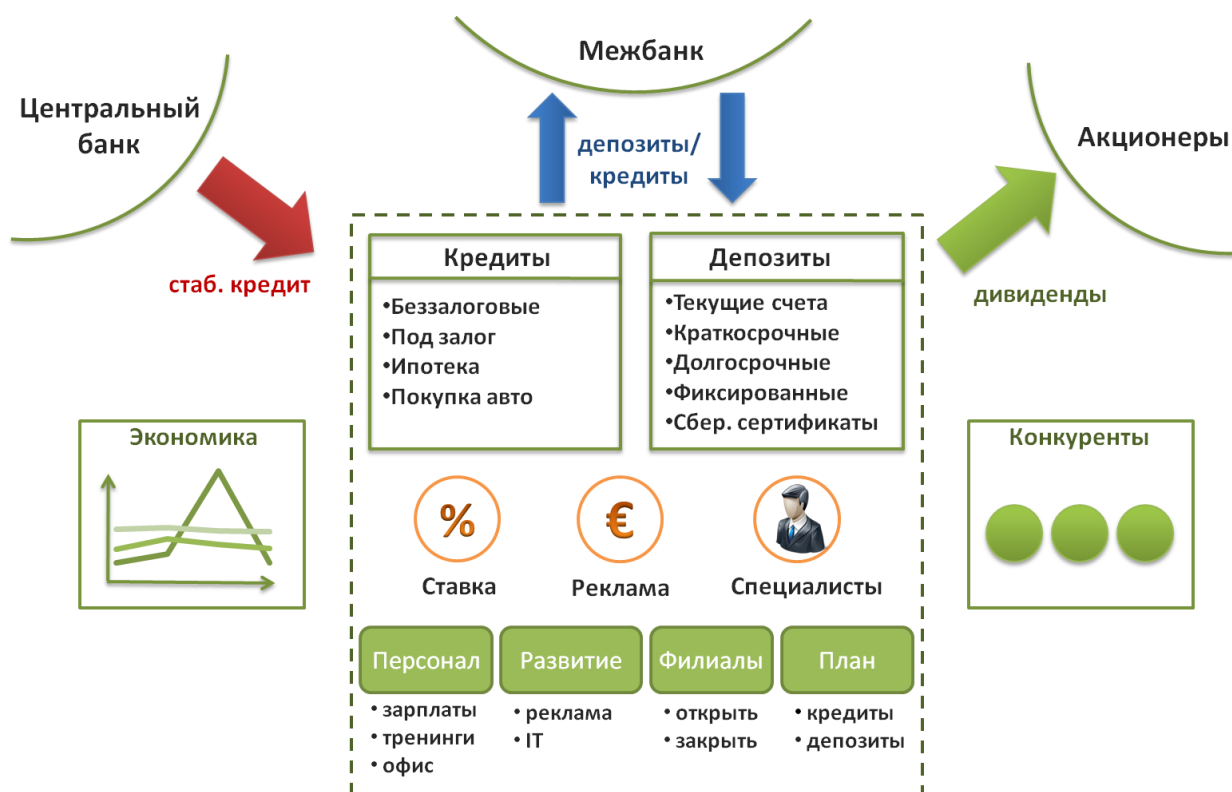 Межбанк
Центральный
банк
Акционеры
депозиты/
кредиты
стаб. кредит
дивиденды
Кредиты
•Беззалоговые
•Под залог
•Ипотека
•Покупка авто
Депозиты
•Текущие счета
•Краткосрочные
•Долгосрочные
•Фиксированные
•Сбер. сертификаты
Экономика
Конкуренты
%
€
Ставка
Реклама
Специалисты
Персонал
• зарплаты
• тренинги
• офис
Развитие
• реклама
• IT
Филиалы
• открыть
• закрыть
План
• кредиты
• депозиты